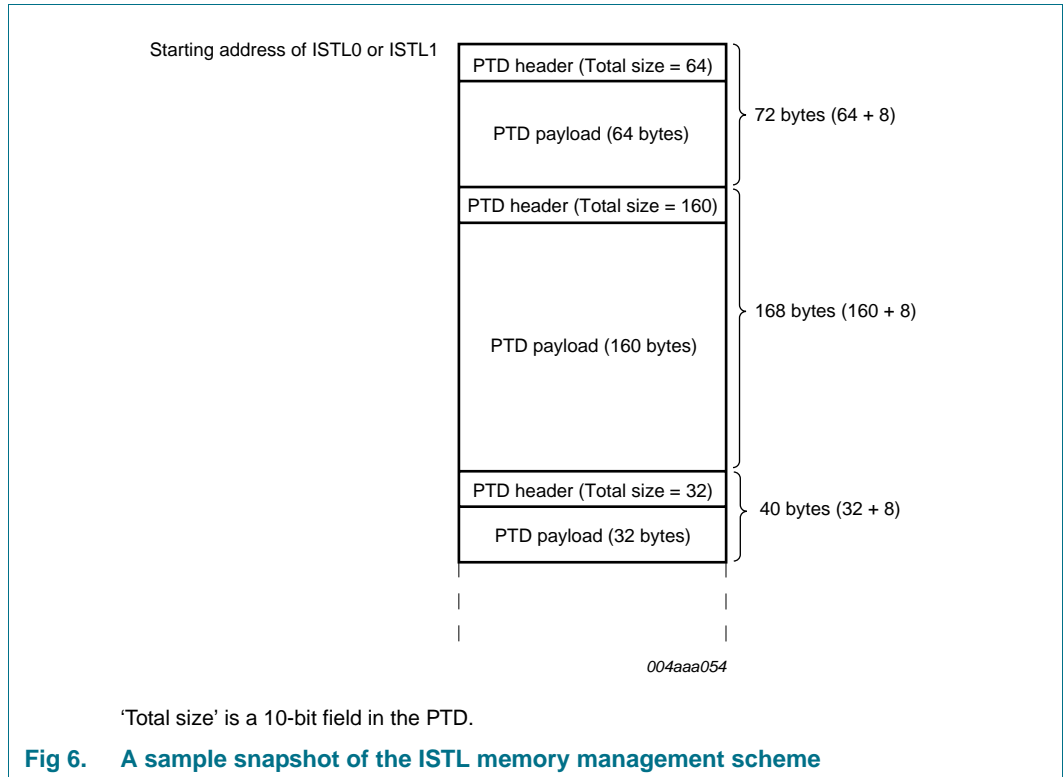 Starting address of ISTL0 or ISTL1
PTD header (Total size = 64)
PTD payload (64 bytes)
72 bytes (64 + 8)
PTD header (Total size = 160)
PTD payload (160 bytes)
168 bytes (160 + 8)
PTD header (Total size = 32)
PTD payload (32 bytes)
40 bytes (32 + 8)
004aaa054
‘Total size’ is a 10-bit field in the PTD.
Fig 6. A sample snapshot of the ISTL memory management scheme